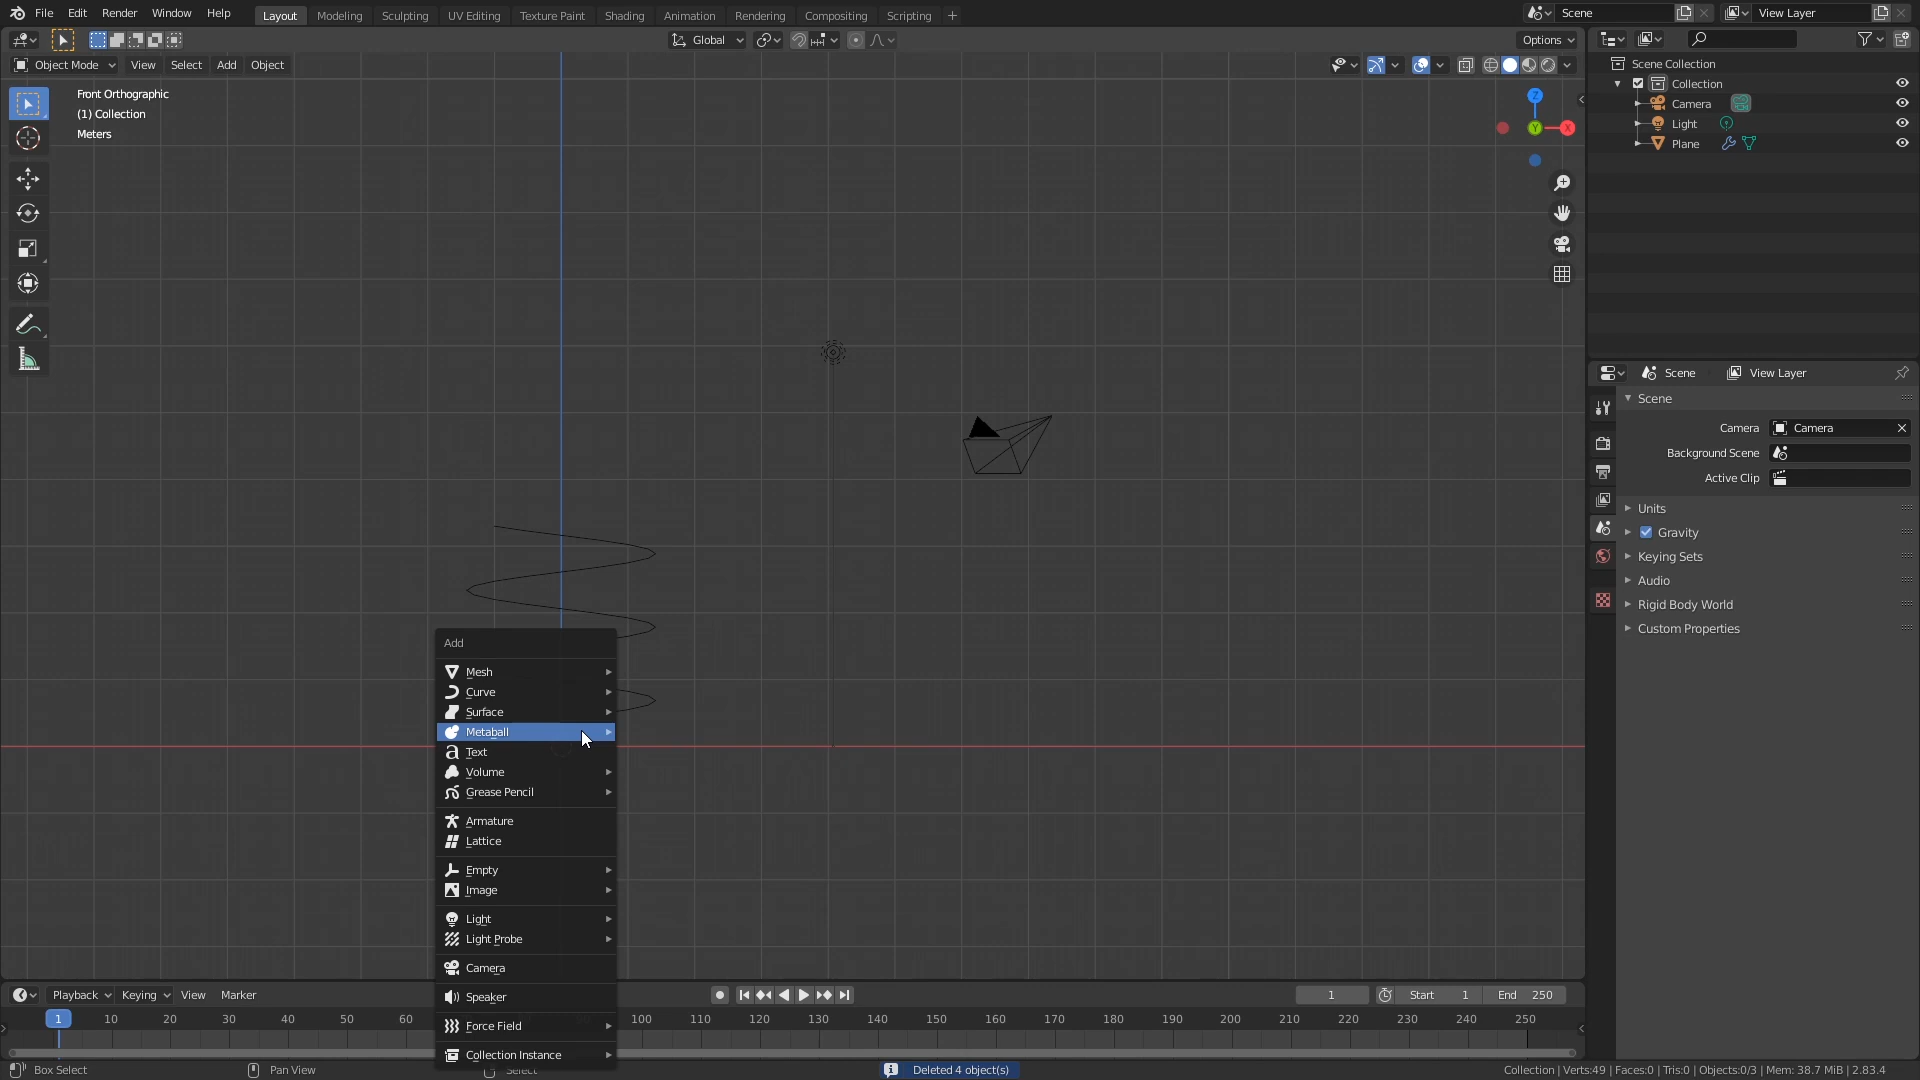 File Edit Render Window Help Layout Modeling Sculpting UV Editing Texture Paint Shading Animation Rendering Compositing Scripting + Scene View Layer
Global Options
Object Mode View Select Add Object
Front Orthographic
(1) Collection
Meters
Z
Y
X
Scene Collection
Collection
Camera
Light
Plane
Scene View Layer
Scene
Camera Camera
Background Scene
Active Clip
Units
Gravity
Keying Sets
Audio
Rigid Body World
Custom Properties
Add
Mesh
Curve
Surface
Metaball
Text
Volume
Grease Pencil
Armature
Lattice
Empty
Image
Light
Light Probe
Camera
Speaker
Force Field
Collection Instance
Playback Keying View Marker 1 Start 1 End 250
1 10 20 30 40 50 60 100 110 120 130 140 150 160 170 180 190 200 210 220 230 240 250
Box Select Pan View Select Deleted 4 object(s) Collection | Verts:49 | Faces:0 | Tris:0 | Objects:0/3 | Mem: 38.7 MiB | 2.83.4